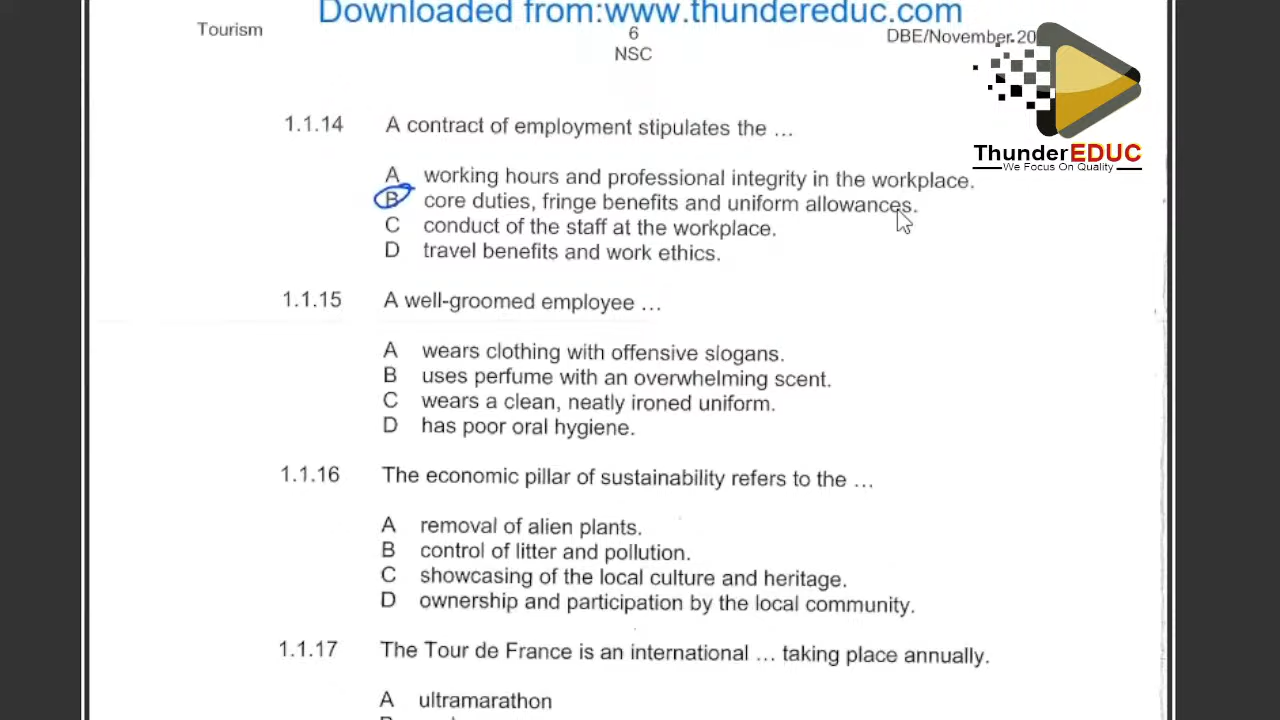 Downloaded from:www.thundereduc.com
Tourism
6
DBE/November 20
NSC
ThunderEDUC
We Focus On Quality
1.1.14 A contract of employment stipulates the …
A working hours and professional integrity in the workplace.
B core duties, fringe benefits and uniform allowances.
C conduct of the staff at the workplace.
D travel benefits and work ethics.
1.1.15 A well-groomed employee …
A wears clothing with offensive slogans.
B uses perfume with an overwhelming scent.
C wears a clean, neatly ironed uniform.
D has poor oral hygiene.
1.1.16 The economic pillar of sustainability refers to the …
A removal of alien plants.
B control of litter and pollution.
C showcasing of the local culture and heritage.
D ownership and participation by the local community.
1.1.17 The Tour de France is an international … taking place annually.
A ultramarathon